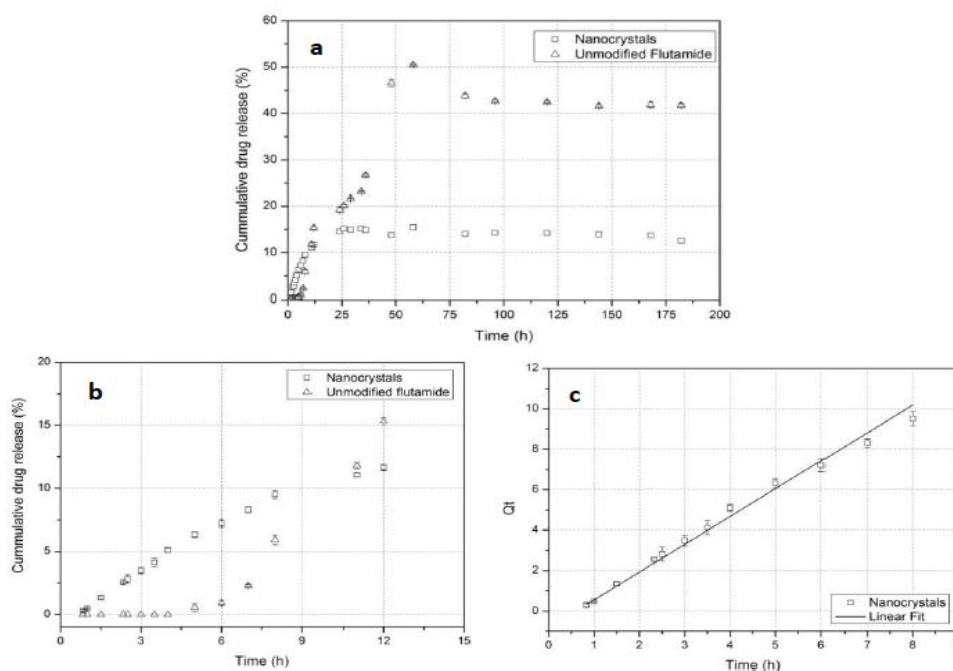 a
Nanocrystals
Unmodified Flutamide
Cummulative drug release (%)
60
50
40
30
20
10
0
0 25 50 75 100 125 150 175 200
Time (h)
b
Nanocrystals
Unmodified flutamide
Cummulative drug release (%)
20
15
10
5
0
0 3 6 9 12 15
Time (h)
c
Qt
12
10
8
6
4
2
0
1 2 3 4 5 6 7 8
Nanocrystals
Linear Fit
Time (h)